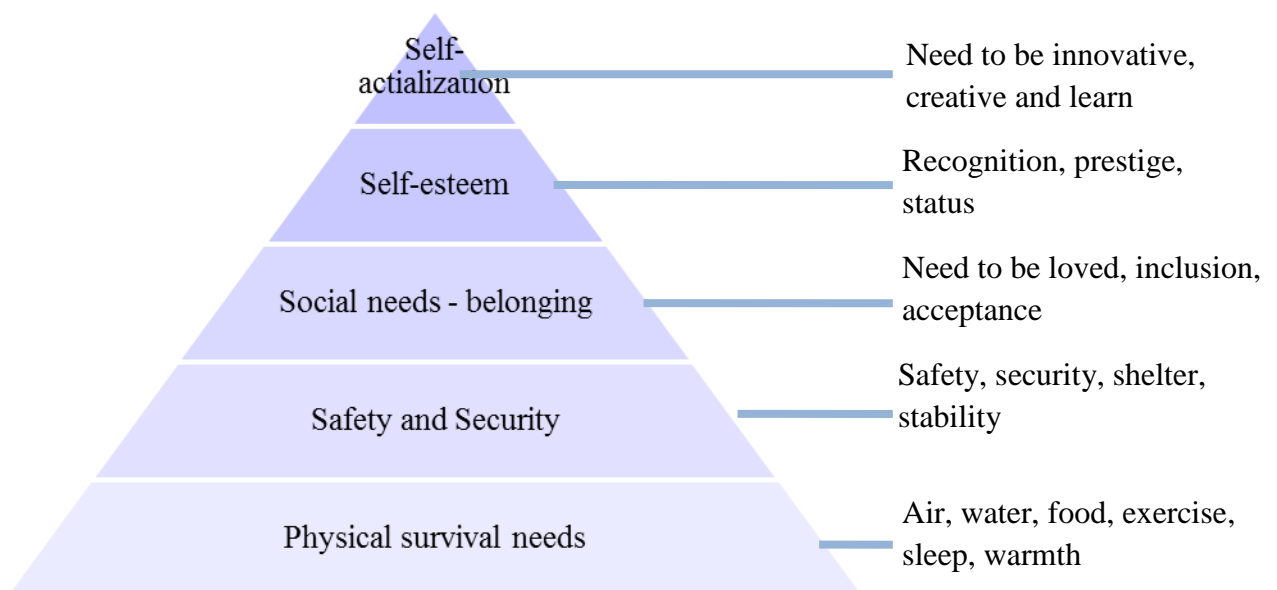 Self-
actialization
Need to be innovative,
creative and learn
Self-esteem
Recognition, prestige,
status
Social needs - belonging
Need to be loved, inclusion,
acceptance
Safety and Security
Safety, security, shelter,
stability
Physical survival needs
Air, water, food, exercise,
sleep, warmth